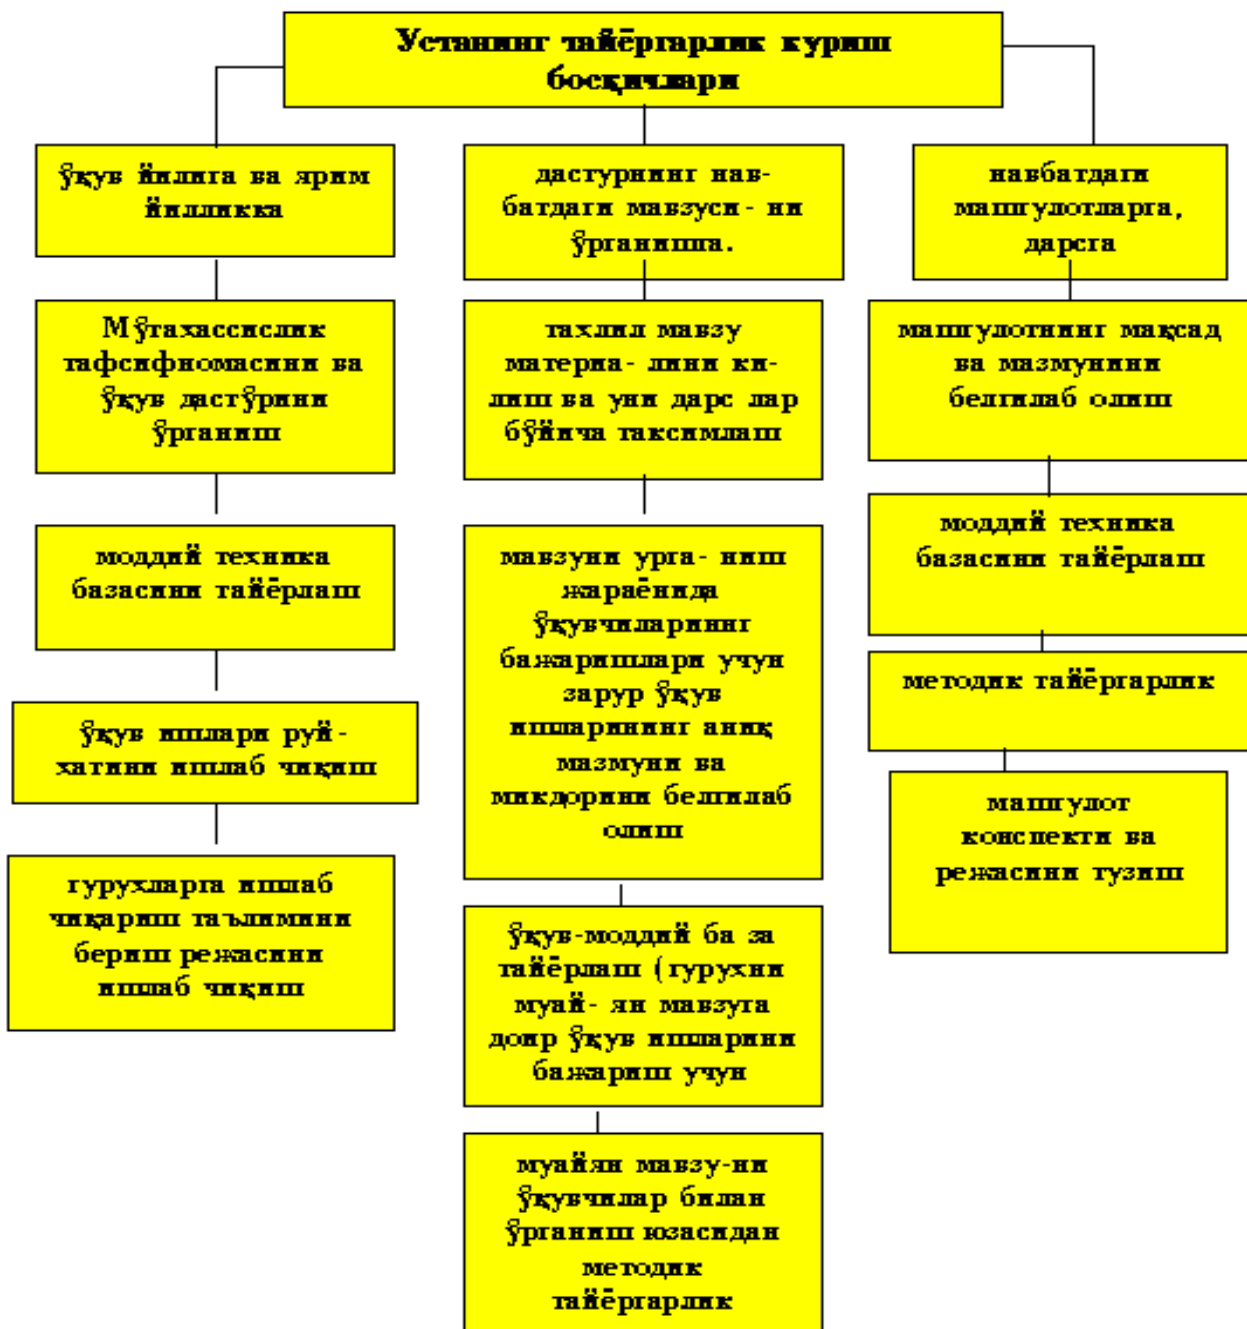 Устанинг тайёргарлик куриш
босқичлари
ўқув йилига ва ярим
йилликка
Мўтахассислик
тафсифномасини ва
ўқув дастўрини
ўрганиш
моддий техника
базасини тайёрлаш
ўқув ишлари руй-
хатини ишлаб чиқиш
гурухларга ишлаб
чиқариш таълимини
бериш режасини
ишлаб чиқиш
дастурнинг нав-
батдаги мавзуси- ни
ўрганишга.
тахлил мавзу
материа- лини ки-
лиш ва уни дарс лар
бўйича таксимлаш
мавзуни урга- ниш
жараёнида
ўқувчиларинг
бажаришлари учун
зарур ўқув
ишларининг аниқ
мазмуни ва
микдорини белгилаб
олиш
ўқув-моддий ба за
тайёрлаш (гурухни
муай- ян мавзуга
доир ўқув ишларини
бажариш учун
муайян мавзу-ни
ўқувчилар билан
ўрганиш юзасидан
методик
тайёргарлик
навбатдаги
машгулотларга,
дарсга
машгулотнинг мақсад
ва мазмунини
белгилаб олиш
моддий техника
базасини тайёрлаш
методик тайёргарлик
машгулот
конспекти ва
режасини тузиш